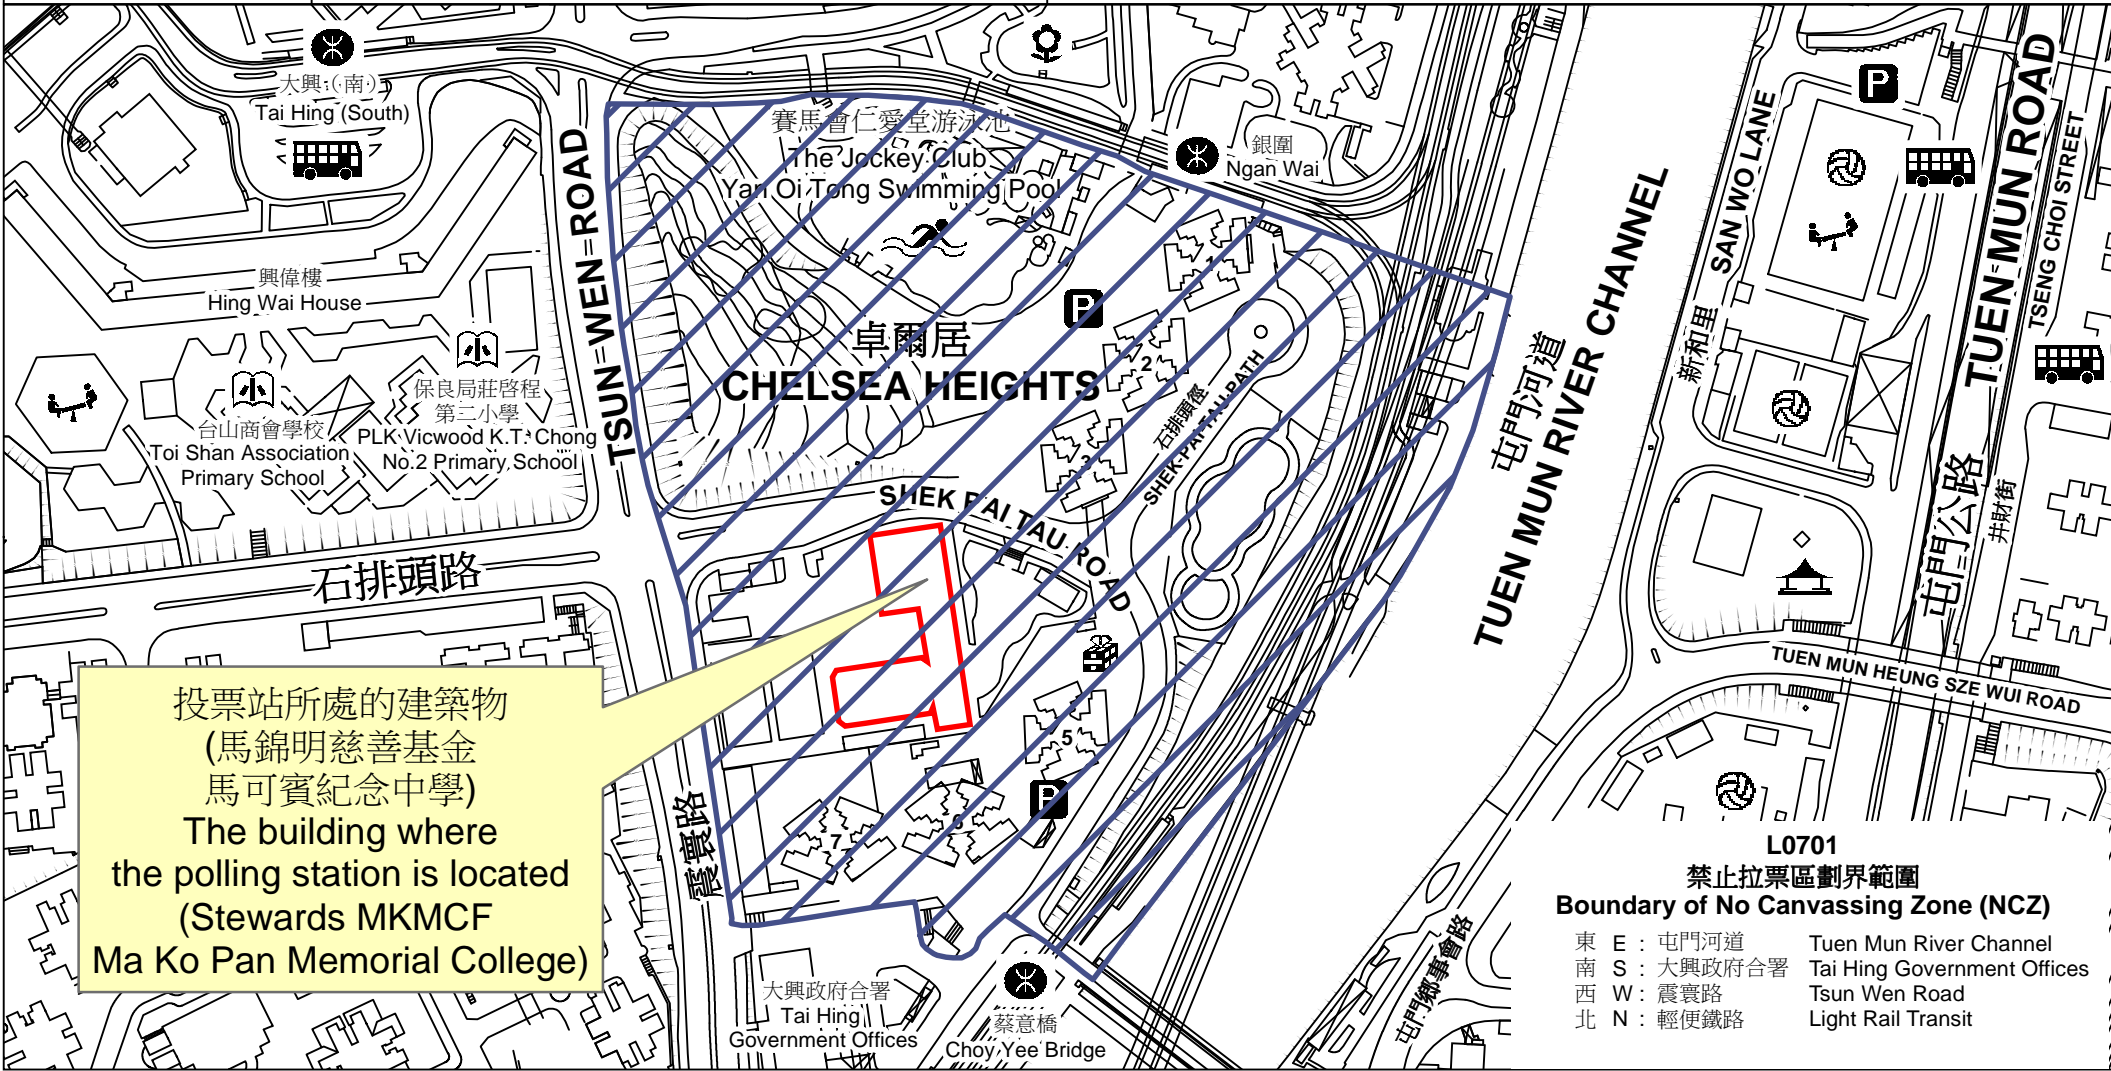 大興(南)
Tai Hing (South)
賽馬會仁愛堂游泳池
The Jockey Club
Yan Oi Tong Swimming Pool
銀圍
Ngan Wai
P
TSUN WEN ROAD
興偉樓
Hing Wai House
保良局莊啓程
第二小學
PLK Vicwood K.T. Chong
No.2 Primary School
台山商會學校
Toi Shan Association
Primary School
P
卓爾居
CHELSEA HEIGHTS
1
2
3
石排頭徑
SHEK PAI TAU PATH
SHEK PAI TAU ROAD
石排頭路
屯門河道
TUEN MUN RIVER CHANNEL
新和里
SAN WO LANE
TUEN MUN ROAD
屯門公路
TSENG CHOI STREET
井財街
TUEN MUN HEUNG SZE WUI ROAD
5
P
6
7
震寰路
投票站所處的建築物
(馬錦明慈善基金
馬可賓紀念中學)
The building where
the polling station is located
(Stewards MKMCF
Ma Ko Pan Memorial College)
大興政府合署
Tai Hing
Government Offices
蔡意橋
Choy Yee Bridge
屯門鄉事會路
L0701
禁止拉票區劃界範圍
Boundary of No Canvassing Zone (NCZ)
東 E : 屯門河道 Tuen Mun River Channel
南 S : 大興政府合署 Tai Hing Government Offices
西 W : 震寰路 Tsun Wen Road
北 N : 輕便鐵路 Light Rail Transit